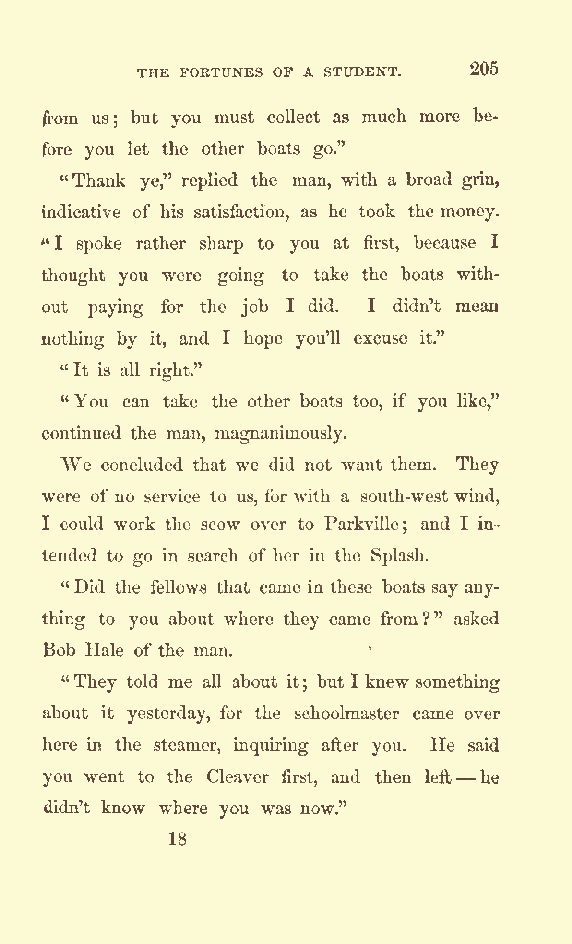 THE FORTUNES OF A STUDENT. 205
from us; but you must collect as much more be-
fore you let the other boats go.”
“Thank ye,” replied the man, with a broad grin,
indicative of his satisfaction, as he took the money.
“I spoke rather sharp to you at first, because I
thought you were going to take the boats with-
out paying for the job I did. I didn’t mean
nothing by it, and I hope you’ll excuse it.”
“It is all right.”
“You can take the other boats too, if you like,”
continued the man, magnanimously.
We concluded that we did not want them. They
were of no service to us, for with a south-west wind,
I could work the scow over to Parkville; and I in-
tended to go in search of her in the Splash.
“Did the fellows that came in these boats say any-
thing to you about where they came from?” asked
Bob Hale of the man.
“They told me all about it; but I knew something
about it yesterday, for the schoolmaster came over
here in the steamer, inquiring after you. He said
you went to the Cleaver first, and then left — he
didn’t know where you was now.”
18